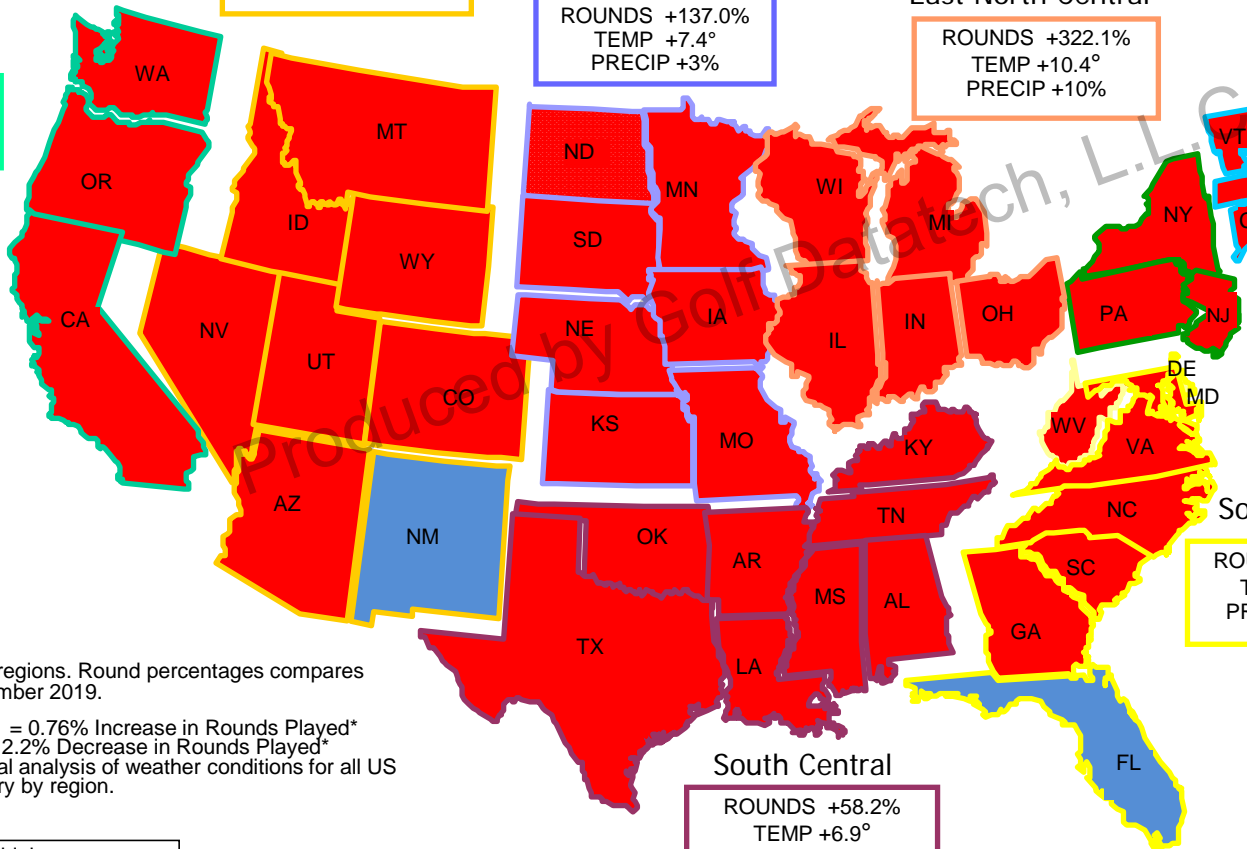 East North Central
ROUNDS +137.0%
TEMP +7.4°
PRECIP +3%
ROUNDS +322.1%
TEMP +10.4°
PRECIP +10%
WA
MT
ND
MN
WI
MI
VT
NY
OR
ID
SD
WY
CA
NV
UT
CO
NE
IA
IL
IN
OH
PA
NJ
DE
MD
KS
MO
KY
WV
VA
AZ
NM
OK
AR
TN
NC
SC
MS
AL
GA
TX
LA
FL
Produced by Golf Datatech, L.L.C
So
ROU
T
PR
regions. Round percentages compares
mber 2019.
= 0.76% Increase in Rounds Played*
2.2% Decrease in Rounds Played*
al analysis of weather conditions for all US
ry by region.
South Central
ROUNDS +58.2%
TEMP +6.9°